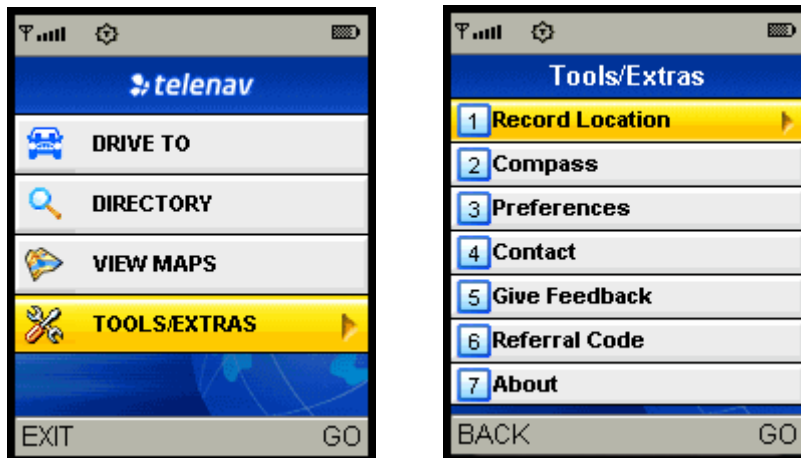 telenav
DRIVE TO
DIRECTORY
VIEW MAPS
TOOLS/EXTRAS
EXIT GO
Tools/Extras
1 Record Location
2 Compass
3 Preferences
4 Contact
5 Give Feedback
6 Referral Code
7 About
BACK GO